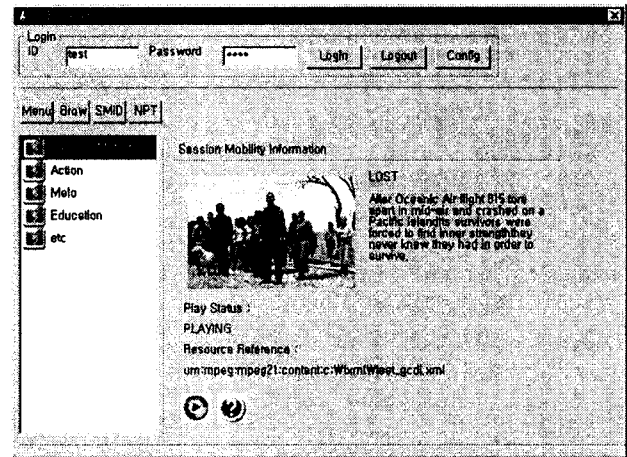 Login
ID test Password **** Login Logout Config
Menu Brow SMID NPT
Action
Melo
Education
etc
Session Mobility Information
LOST
After Oceanic Air flight 815 tore
apart in mid-air and crashed on a
Pacific island its survivors were
forced to find inner strength they
never knew they had in order to
survive.
Play Status :
PLAYING
Resource Reference :